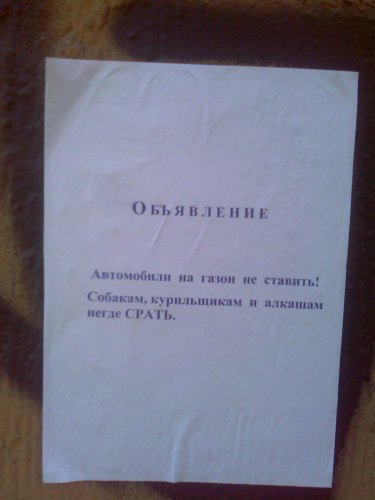 Объявление
Автомобили на газон не ставить!
Собакам, курильщикам и алкашам
негде СРАТЬ.